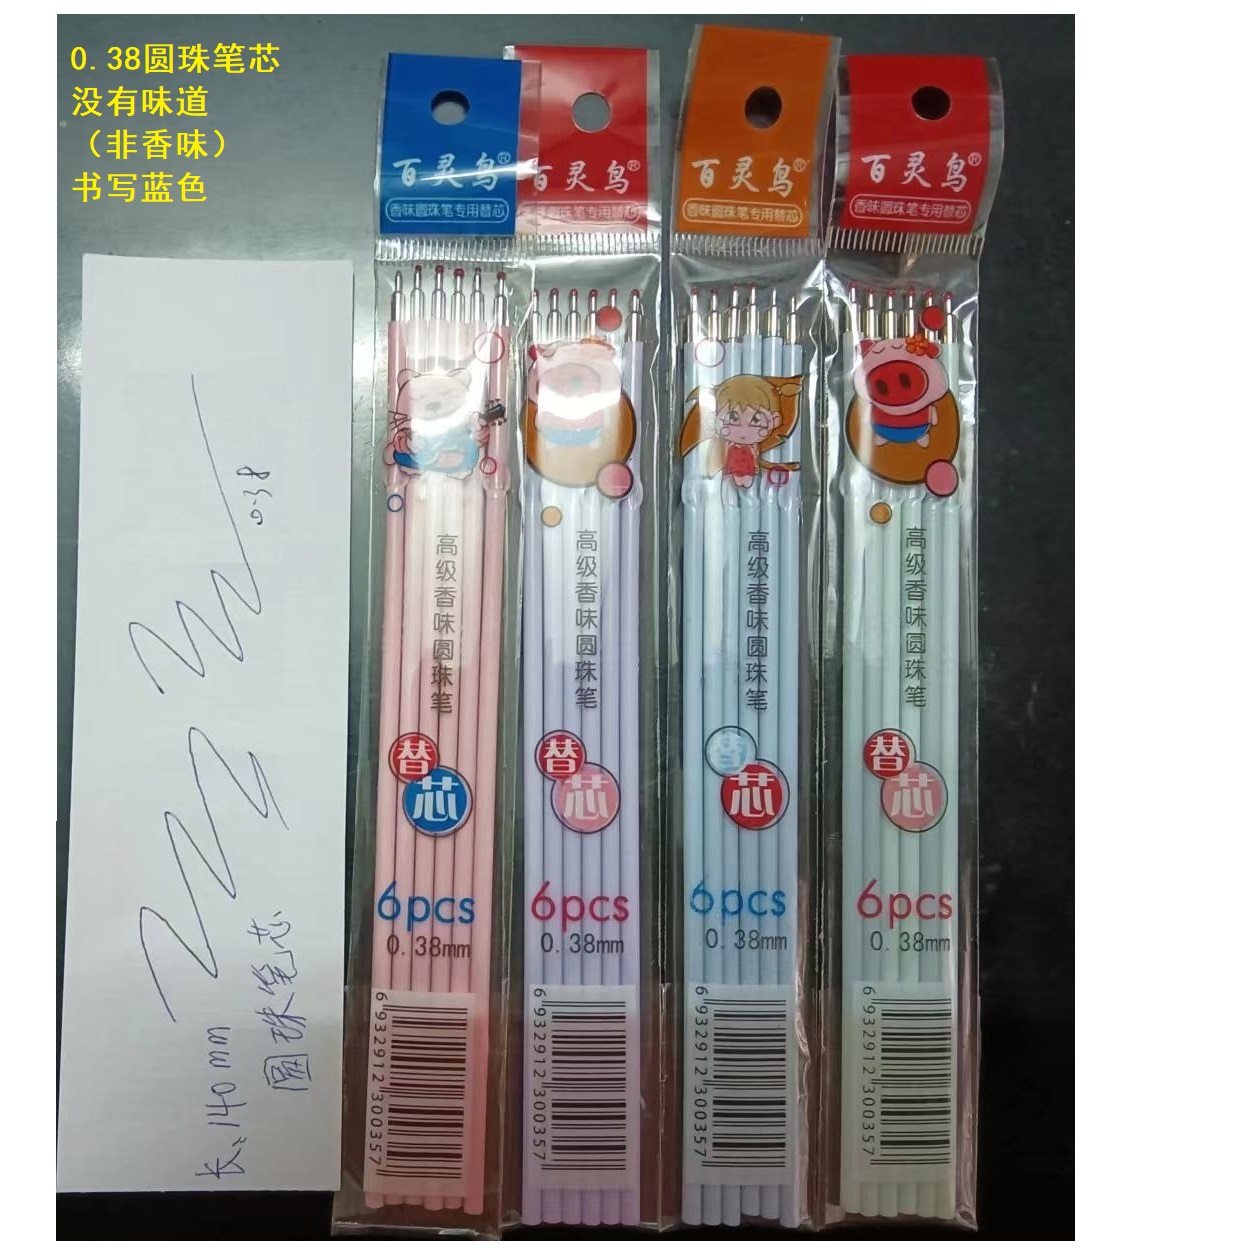 0.38圆珠笔芯
没有味道
（非香味）
书写蓝色
百灵鸟®
香味圆珠笔专用替芯
百灵鸟
香味圆珠笔专用替芯
百灵鸟®
香味圆珠笔专用替芯
百灵鸟®
香味圆珠笔专用替芯
高级香味圆珠笔
替芯
6pcs
0.38mm
6932912300357
高级香味圆珠笔
替芯
6pcs
0.38mm
6932912300357
高级香味圆珠笔
替芯
6pcs
0.38mm
6932912300357
高级香味圆珠笔
替芯
6pcs
0.38mm
6932912300357
0.38
圆珠笔芯
长:140mm